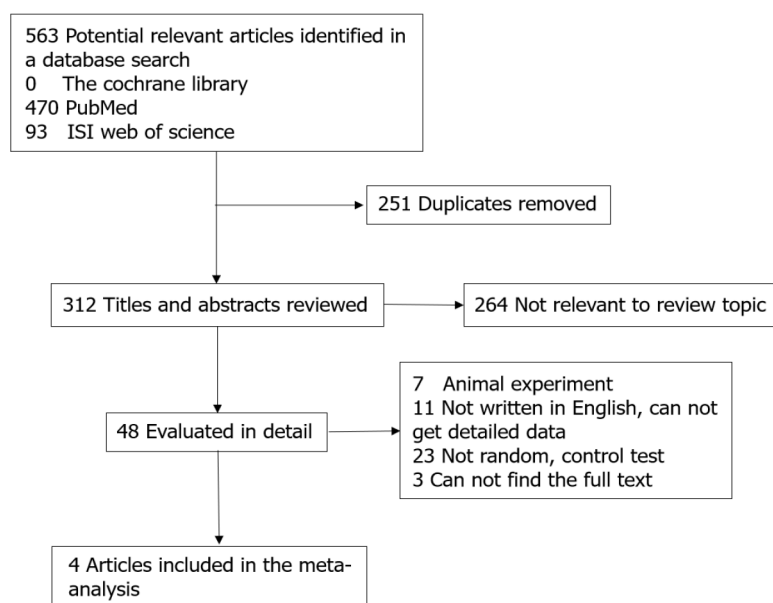 563 Potential relevant articles identified in
a database search
0 The cochrane library
470 PubMed
93 ISI web of science
251 Duplicates removed
312 Titles and abstracts reviewed
264 Not relevant to review topic
7 Animal experiment
11 Not written in English, can not
get detailed data
23 Not random, control test
3 Can not find the full text
48 Evaluated in detail
4 Articles included in the meta-
analysis